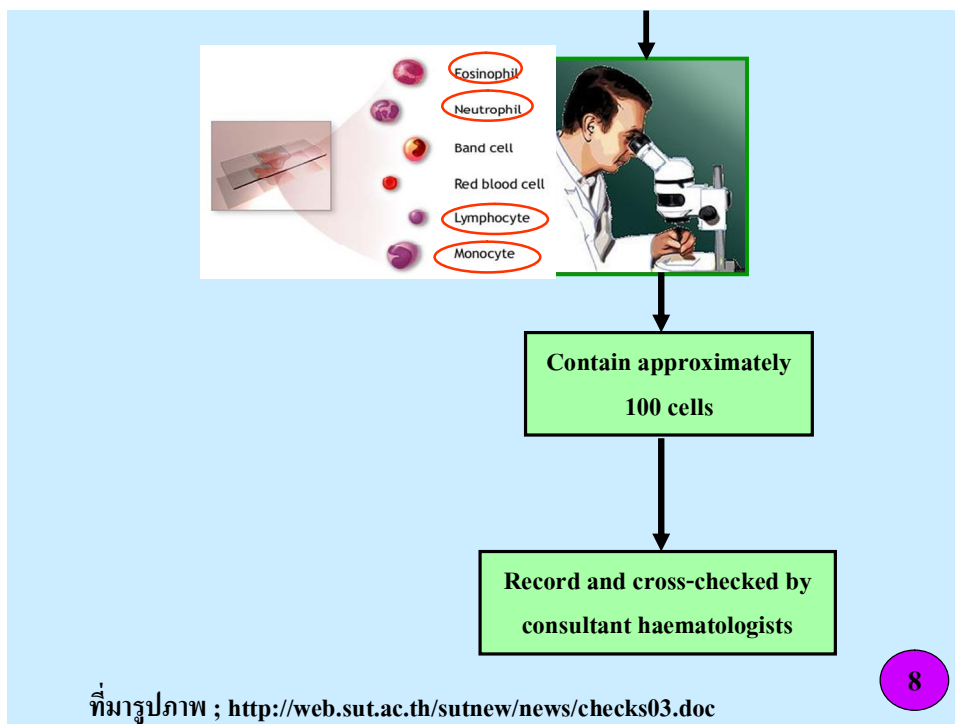 Eosinophil
Neutrophil
Band cell
Red blood cell
Lymphocyte
Monocyte
Contain approximately
100 cells
Record and cross-checked by
consultant haematologists
8
ที่มารูปภาพ ; http://web.sut.ac.th/sutnew/news/checks03.doc